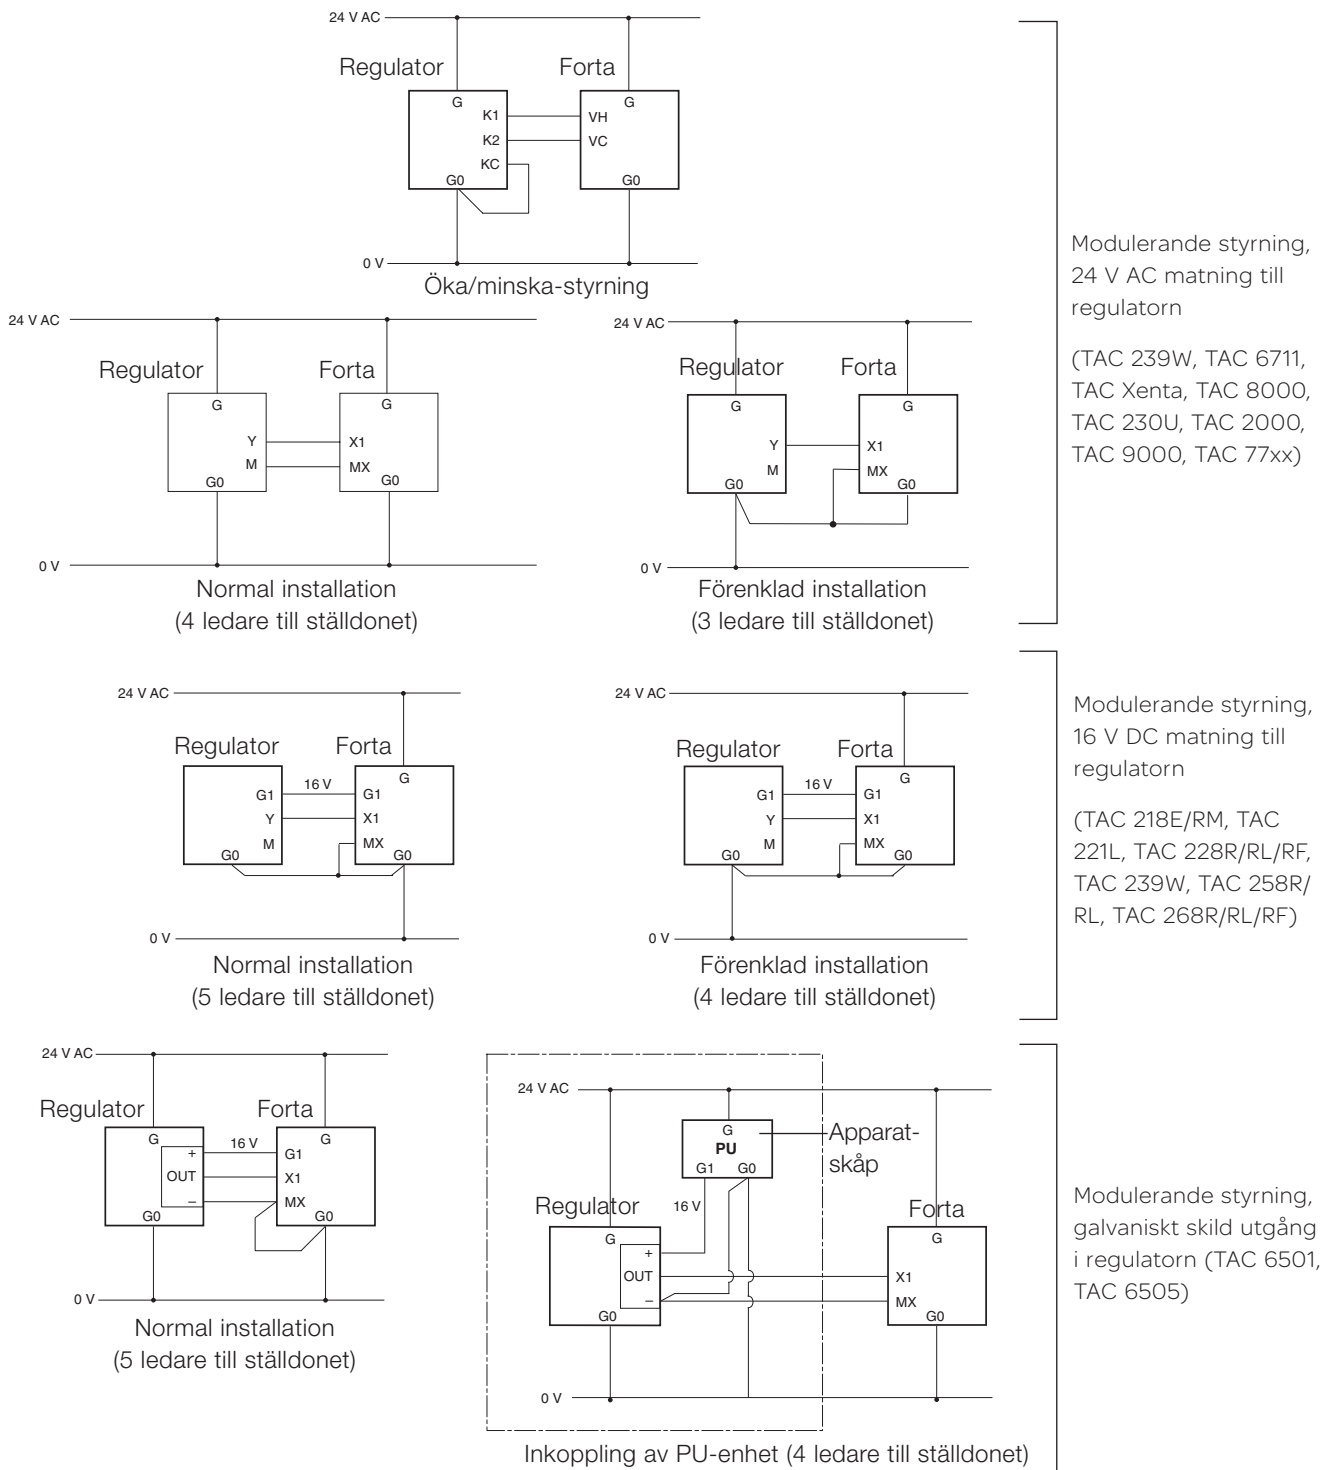 24 V AC
Regulator
Forta
G
G
K1
VH
K2
VC
KC
G0
G0
0 V
Öka/minska-styrning
24 V AC
Regulator
Forta
G
G
Y
X1
M
MX
G0
G0
0 V
Normal installation
(4 ledare till ställdonet)
24 V AC
Regulator
Forta
G
G
Y
X1
M
MX
G0
G0
0 V
Förenklad installation
(3 ledare till ställdonet)
Modulerande styrning,
24 V AC matning till
regulatorn
(TAC 239W, TAC 6711,
TAC Xenta, TAC 8000,
TAC 230U, TAC 2000,
TAC 9000, TAC 77xx)
24 V AC
Regulator
Forta
G
G1
16 V
G1
Y
X1
M
MX
G0
G0
0 V
Normal installation
(5 ledare till ställdonet)
24 V AC
Regulator
Forta
G
G1
16 V
G1
Y
X1
M
MX
G0
G0
0 V
Förenklad installation
(4 ledare till ställdonet)
Modulerande styrning,
16 V DC matning till
regulatorn
(TAC 218E/RM, TAC
221L, TAC 228R/RL/RF,
TAC 239W, TAC 258R/
RL, TAC 268R/RL/RF)
24 V AC
Regulator
Forta
G
G
+
16 V
G1
OUT
X1
–
MX
G0
G0
0 V
Normal installation
(5 ledare till ställdonet)
24 V AC
G
PU
G1
G0
Apparat-
skåp
Regulator
16 V
Forta
G
G
+
OUT
X1
–
MX
G0
G0
0 V
Inkoppling av PU-enhet (4 ledare till ställdonet)
Modulerande styrning,
galvaniskt skild utgång
i regulatorn (TAC 6501,
TAC 6505)